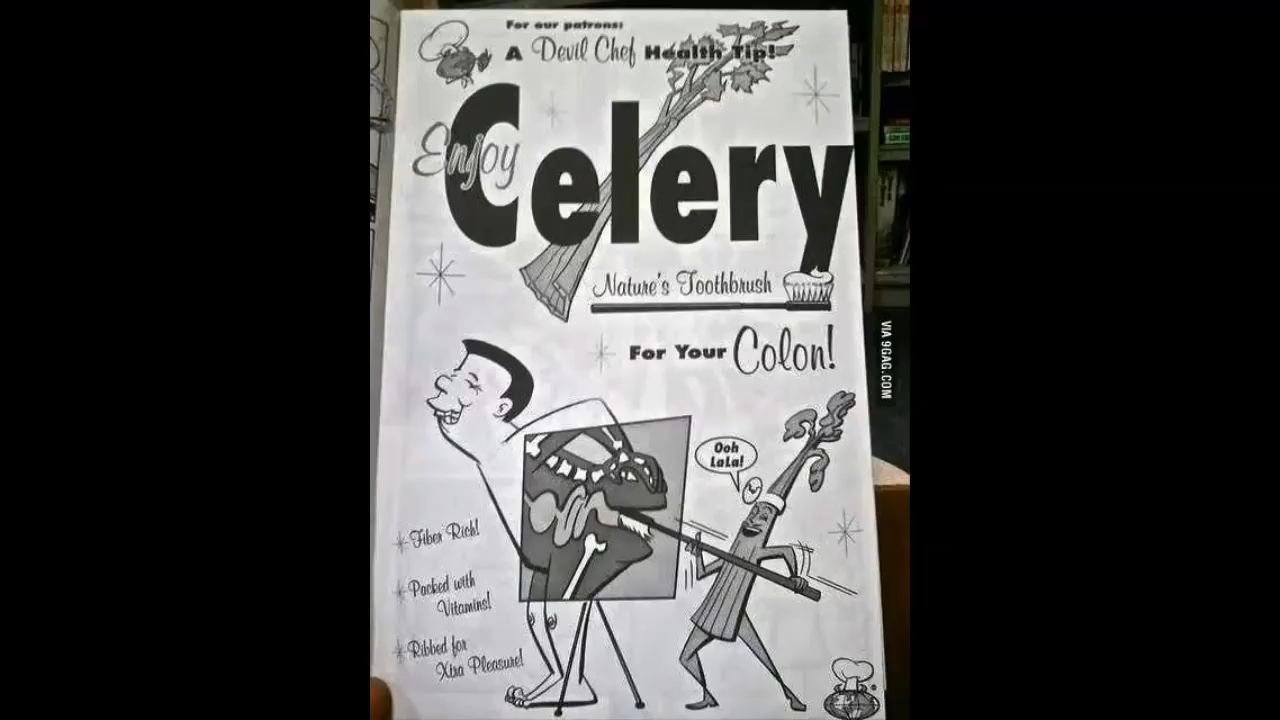 For our patrons:
A Devil Chef Health Tip!
Enjoy
Celery
Nature's Toothbrush
For Your Colon!
Ooh
LaLa!
Fiber Rich!
Packed with
Vitamins!
Ribbed for
Xtra Pleasure!
VIA 9GAG.COM